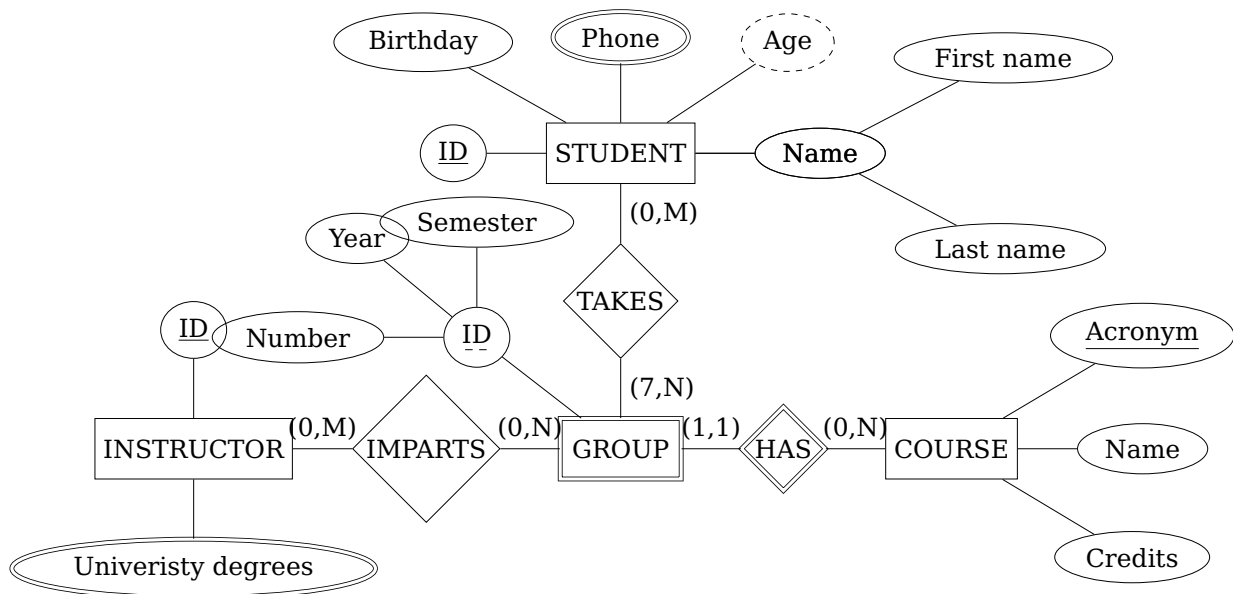 Birthday
Phone
Age
First name
ID
STUDENT
Name
(0,M)
Semester
Year
Last name
TAKES
ID
Number
ID
Acronym
(7,N)
(0,M)
(0,N)
(1,1)
(0,N)
INSTRUCTOR
IMPARTS
GROUP
HAS
COURSE
Name
Univeristy degrees
Credits